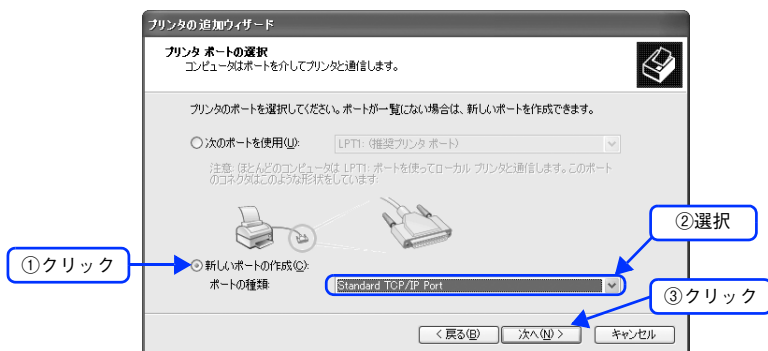 プリンタの追加ウィザード
プリンタ ポートの選択
コンピュータはポートを介してプリンタと通信します。
プリンタのポートを選択してください。ポートが一覧にない場合は、新しいポートを作成できます。
次のポートを使用(U):
LPT1: (推奨プリンタ ポート)
注意: ほとんどのコンピュータは LPT1: ポートを使ってローカル プリンタと通信します。このポート
のコネクタはこのような形状をしています:
②選択
①クリック
新しいポートの作成(C):
ポートの種類:
Standard TCP/IP Port
③クリック
< 戻る(B)
次へ(N) >
キャンセル